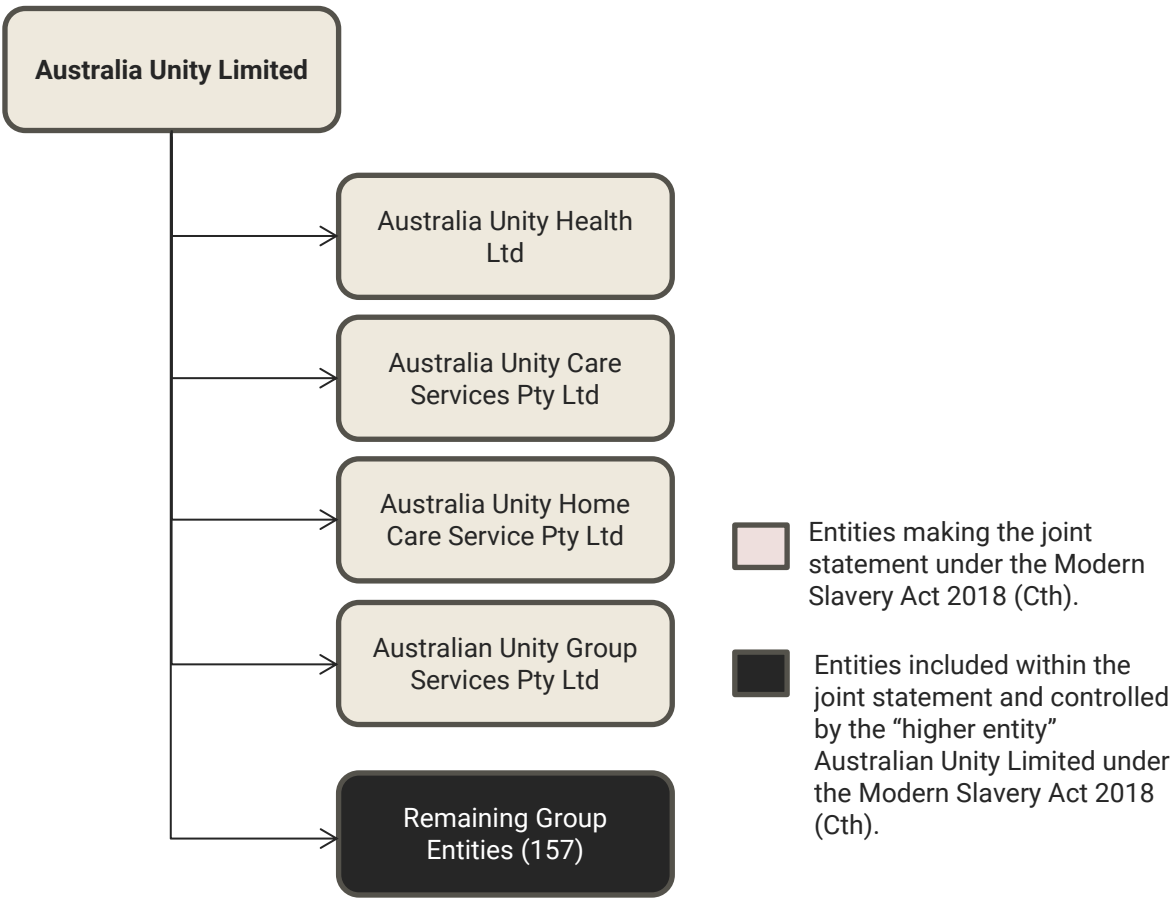 Australia Unity Limited
Australia Unity Health
Ltd
Australia Unity Care
Services Pty Ltd
Australia Unity Home
Care Service Pty Ltd
Australian Unity Group
Services Pty Ltd
Remaining Group
Entities (157)
Entities making the joint
statement under the Modern
Slavery Act 2018 (Cth).
Entities included within the
joint statement and controlled
by the “higher entity”
Australian Unity Limited under
the Modern Slavery Act 2018
(Cth).